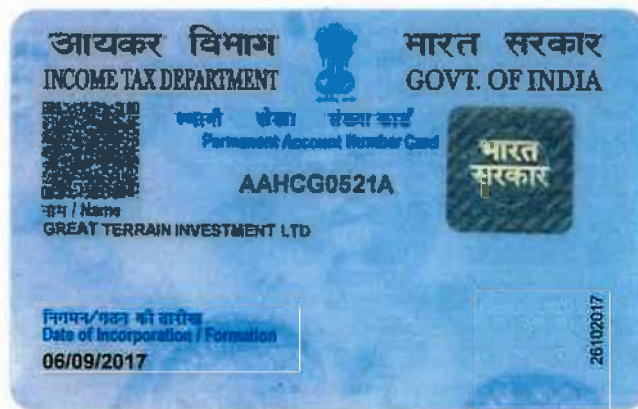 आयकर विभाग
INCOME TAX DEPARTMENT
भारत सरकार
GOVT. OF INDIA
स्थायी लेखा संख्या कार्ड
Permanent Account Number Card
AAHCG0521A
भारत
सरकार
नाम / Name
GREAT TERRAIN INVESTMENT LTD
निगमन/गठन की तारीख
Date of Incorporation / Formation
06/09/2017
26102017